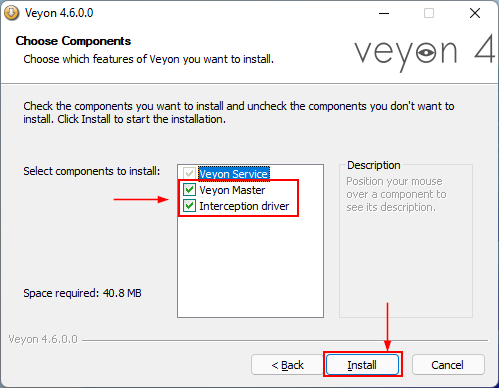 Veyon 4.6.0.0
Choose Components
Choose which features of Veyon you want to install.
veyon 4
Check the components you want to install and uncheck the components you don't want to
install. Click Install to start the installation.
Select components to install:
Veyon Service
Veyon Master
Interception driver
Description
Position your mouse
over a component to
see its description.
Space required: 40.8 MB
Veyon 4.6.0.0
< Back
Install
Cancel